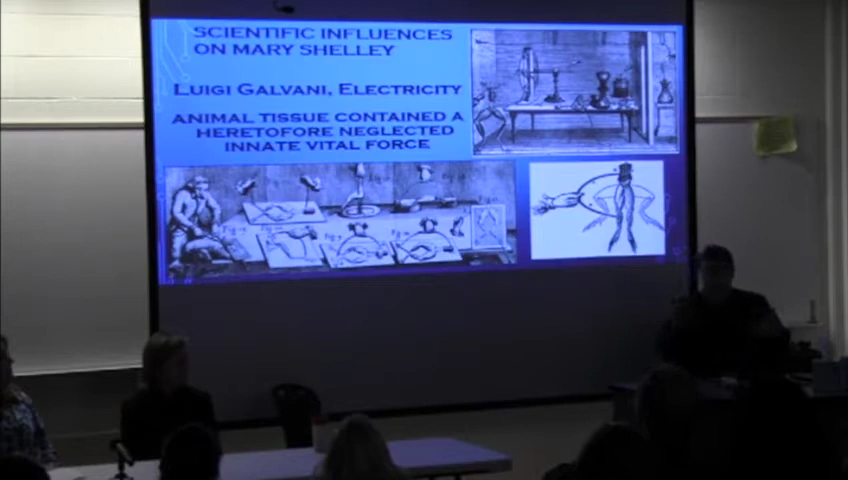 SCIENTIFIC INFLUENCES
ON MARY SHELLEY
LUIGI GALVANI, ELECTRICITY
ANIMAL TISSUE CONTAINED A
HERETOFORE NEGLECTED
INNATE VITAL FORCE